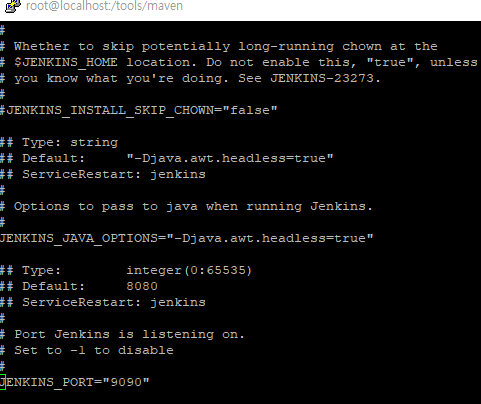 root@localhost:/tools/maven
#
# Whether to skip potentially long-running chown at the
# $JENKINS_HOME location. Do not enable this, "true", unless
# you know what you're doing. See JENKINS-23273.
#
#JENKINS_INSTALL_SKIP_CHOWN="false"
## Type: string
## Default: "-Djava.awt.headless=true"
## ServiceRestart: jenkins
#
# Options to pass to java when running Jenkins.
#
JENKINS_JAVA_OPTIONS="-Djava.awt.headless=true"
## Type: integer(0:65535)
## Default: 8080
## ServiceRestart: jenkins
#
# Port Jenkins is listening on.
# Set to -1 to disable
#
JENKINS_PORT="9090"